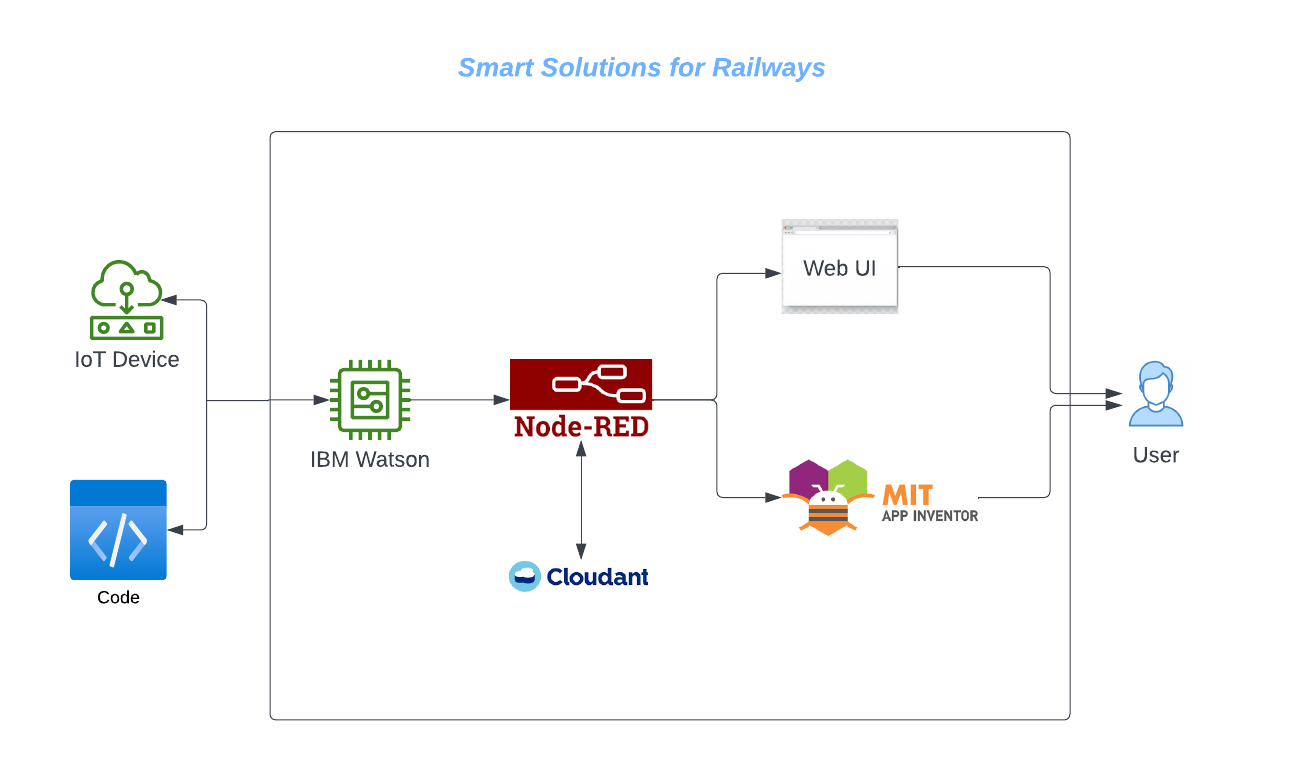 Smart Solutions for Railways
Web UI
IoT Device
Node-RED
IBM Watson
User
MIT
APP INVENTOR
Cloudant
Code